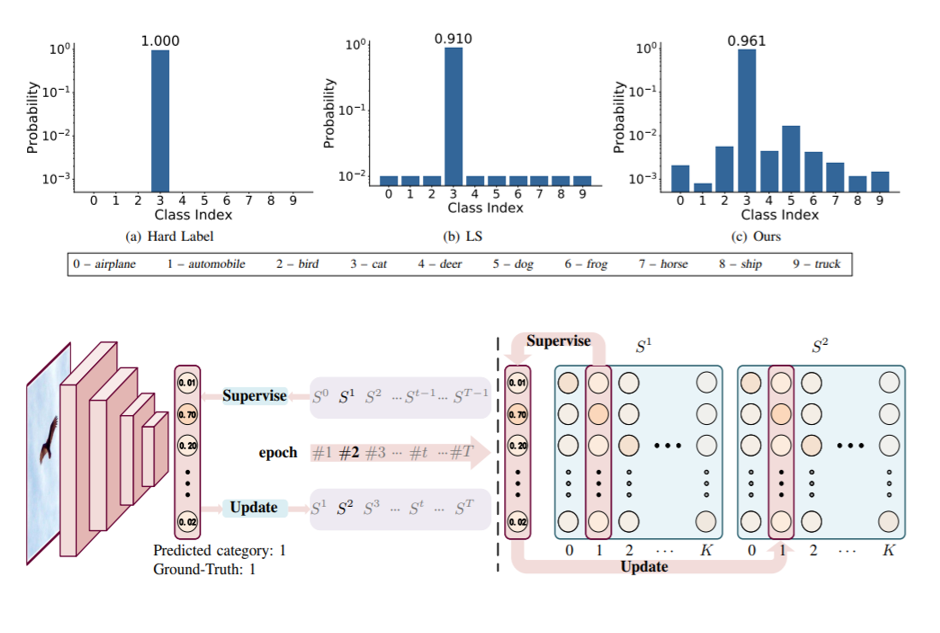 1.000
0.910
0.961
10^0
10^-1
10^-2
10^-3
Probability
0 1 2 3 4 5 6 7 8 9
Class Index
(a) Hard Label
10^0
10^-1
10^-2
Probability
0 1 2 3 4 5 6 7 8 9
Class Index
(b) LS
10^0
10^-1
10^-2
10^-3
Probability
0 1 2 3 4 5 6 7 8 9
Class Index
(c) Ours
0 – airplane 1 – automobile 2 – bird 3 – cat 4 – deer 5 – dog 6 – frog 7 – horse 8 – ship 9 – truck
0.01
0.70
0.20
0.02
Supervise
S^0 S^1 S^2 ... S^{t-1} ... S^{T-1}
epoch #1 #2 #3 ... #t ... #T
Update
S^1 S^2 S^3 ... S^t ... S^T
Predicted category: 1
Ground-Truth: 1
Supervise
S^1
S^2
0.01
0.70
0.20
0.02
0 1 2 ... K
0 1 2 ... K
Update